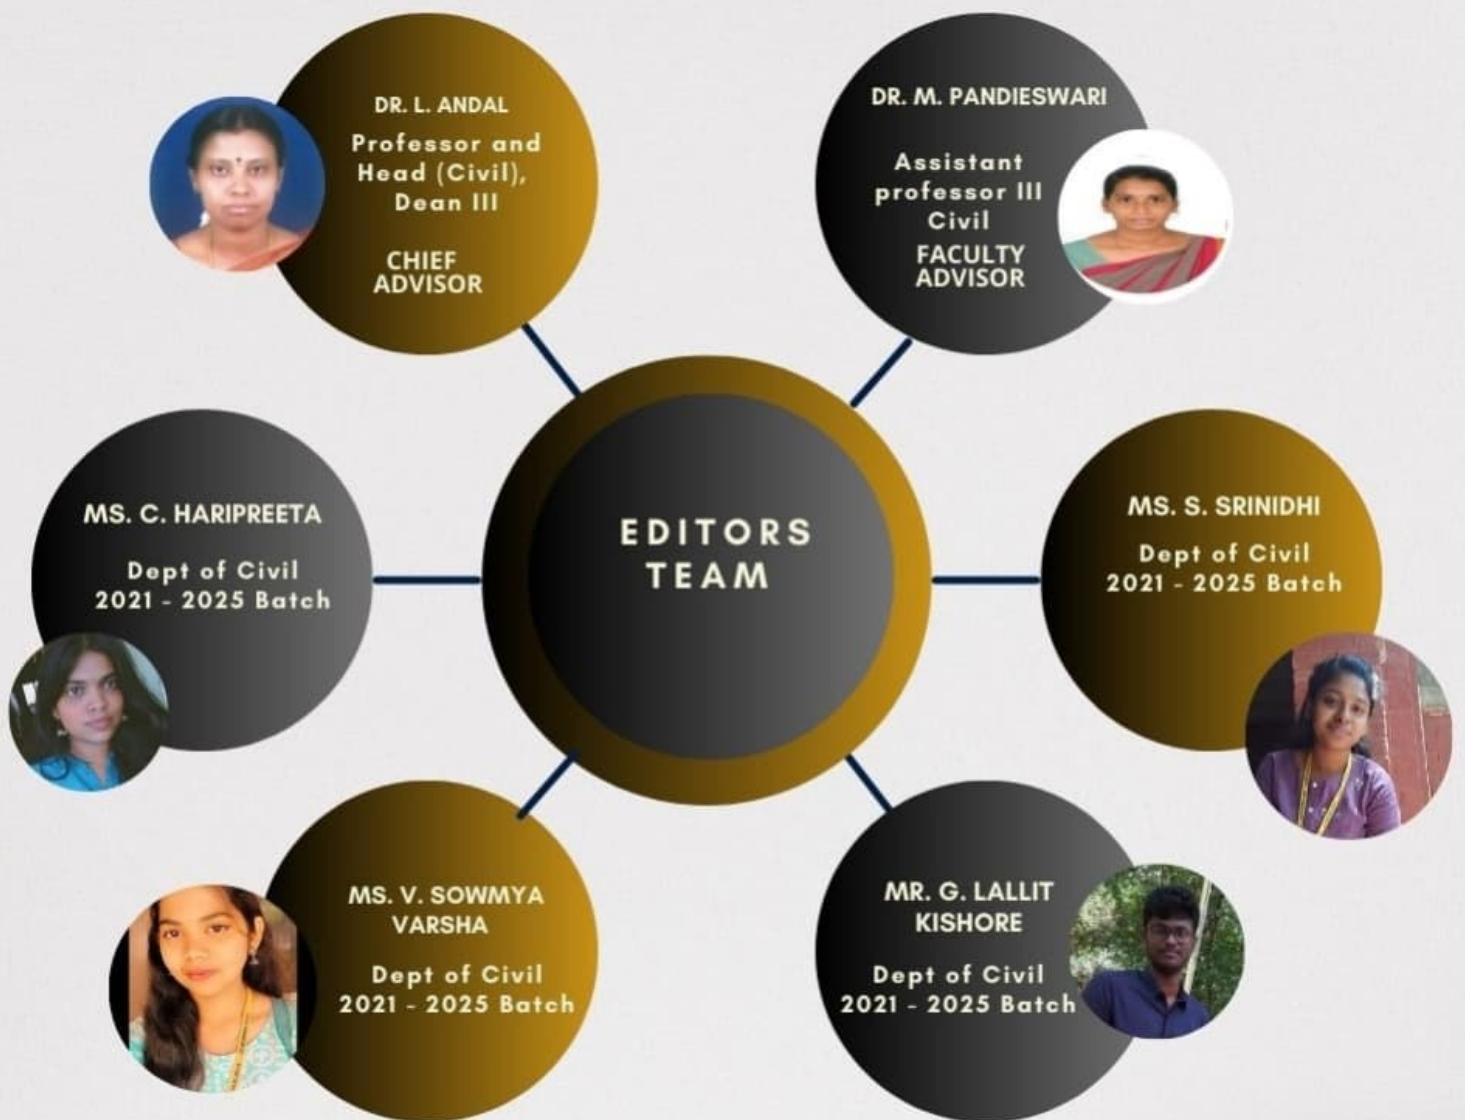 DR. L. ANDAL
Professor and
Head (Civil),
Dean III
CHIEF
ADVISOR
DR. M. PANDIESWARI
Assistant
professor III
Civil
FACULTY
ADVISOR
MS. C. HARIPREETA
Dept of Civil
2021 - 2025 Batch
EDITORS
TEAM
MS. S. SRINIDHI
Dept of Civil
2021 - 2025 Batch
MS. V. SOWMYA
VARSHA
Dept of Civil
2021 - 2025 Batch
MR. G. LALLIT
KISHORE
Dept of Civil
2021 - 2025 Batch